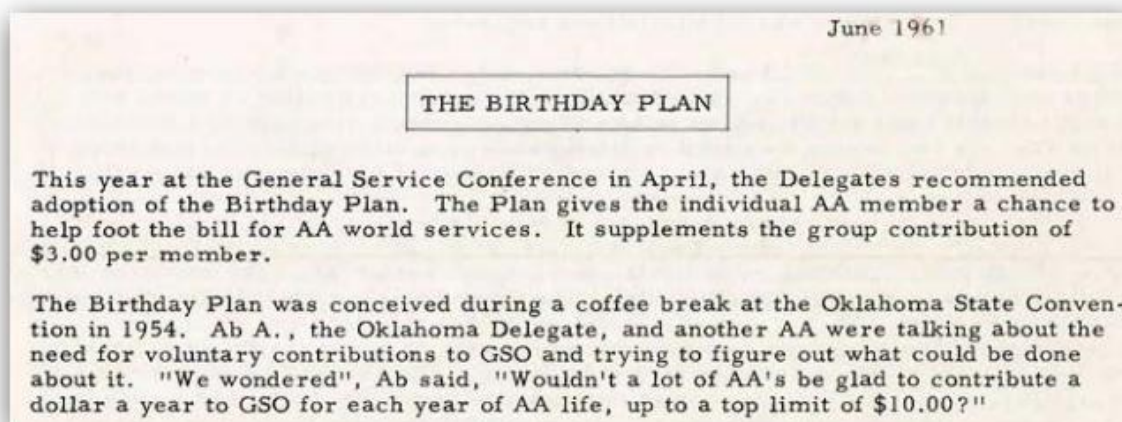 June 1961
THE BIRTHDAY PLAN
This year at the General Service Conference in April, the Delegates recommended
adoption of the Birthday Plan. The Plan gives the individual AA member a chance to
help foot the bill for AA world services. It supplements the group contribution of
$3.00 per member.
The Birthday Plan was conceived during a coffee break at the Oklahoma State Conven-
tion in 1954. Ab A., the Oklahoma Delegate, and another AA were talking about the
need for voluntary contributions to GSO and trying to figure out what could be done
about it. "We wondered", Ab said, "Wouldn't a lot of AA's be glad to contribute a
dollar a year to GSO for each year of AA life, up to a top limit of $10.00?"